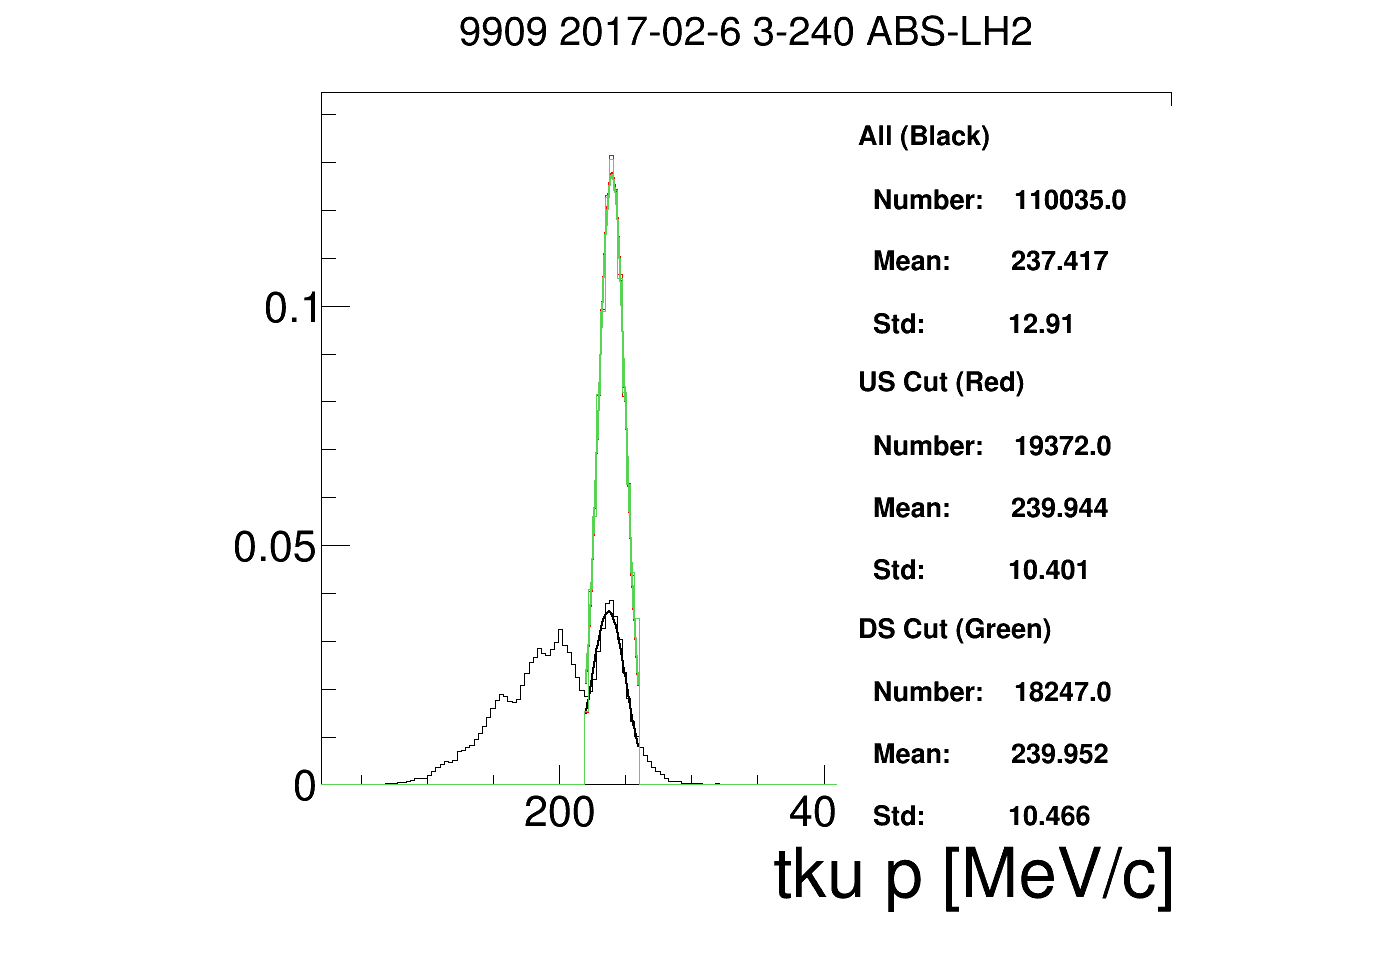 9909 2017-02-6 3-240 ABS-LH2
All (Black)
Number: 110035.0
Mean: 237.417
Std: 12.91
US Cut (Red)
Number: 19372.0
Mean: 239.944
Std: 10.401
DS Cut (Green)
Number: 18247.0
Mean: 239.952
Std: 10.466
0.1
0.05
0
200 40
tku p [MeV/c]